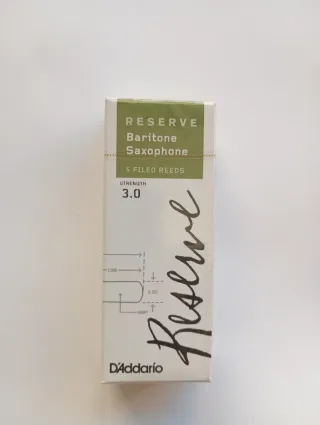 RESERVE
Baritone
Saxophone
5 FILED REEDS
STRENGTH
3.0
Reserve
D'Addario